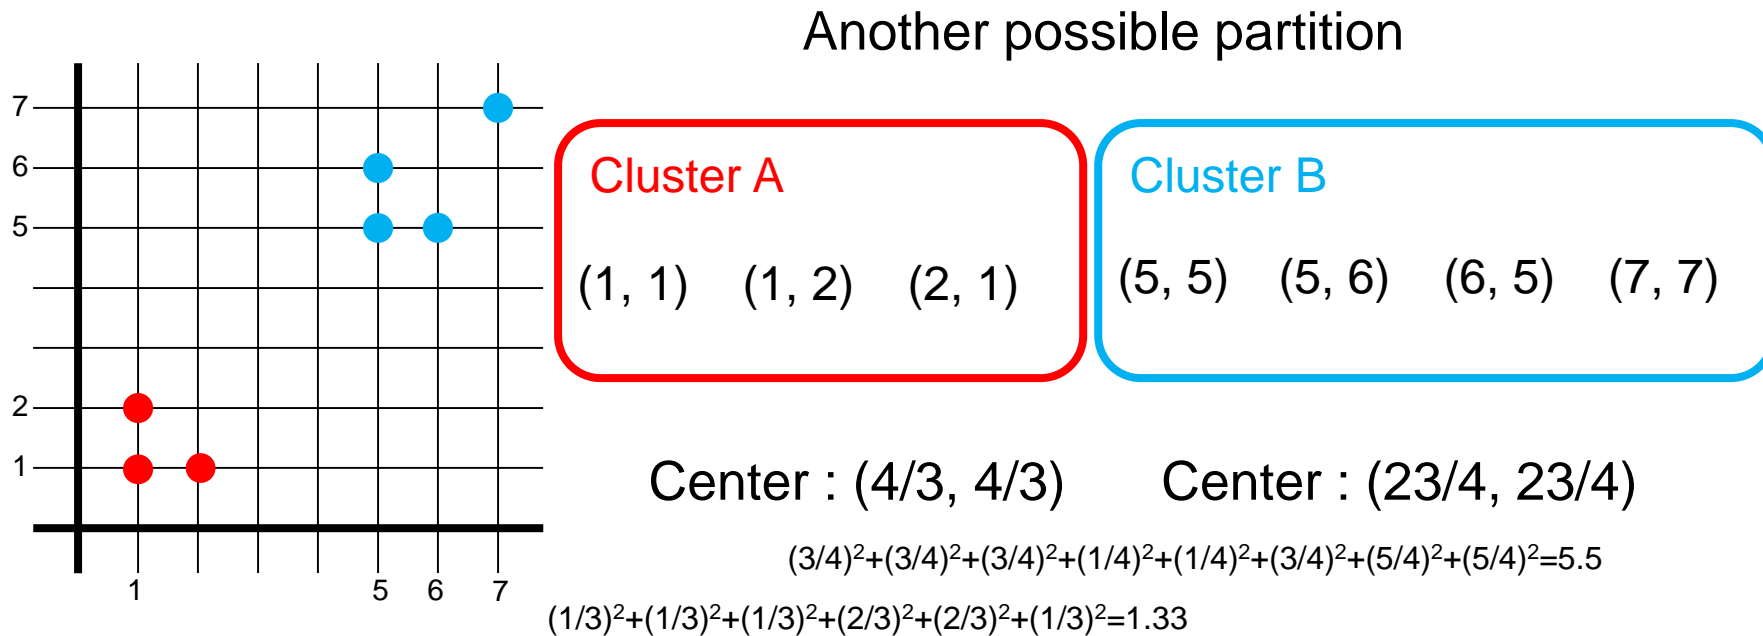 Another possible partition
7
6
5
2
1
1 5 6 7
Cluster A
(1, 1) (1, 2) (2, 1)
Cluster B
(5, 5) (5, 6) (6, 5) (7, 7)
Center : (4/3, 4/3)
Center : (23/4, 23/4)
(3/4)²+(3/4)²+(3/4)²+(1/4)²+(1/4)²+(3/4)²+(5/4)²+(5/4)²=5.5
(1/3)²+(1/3)²+(1/3)²+(2/3)²+(2/3)²+(1/3)²=1.33